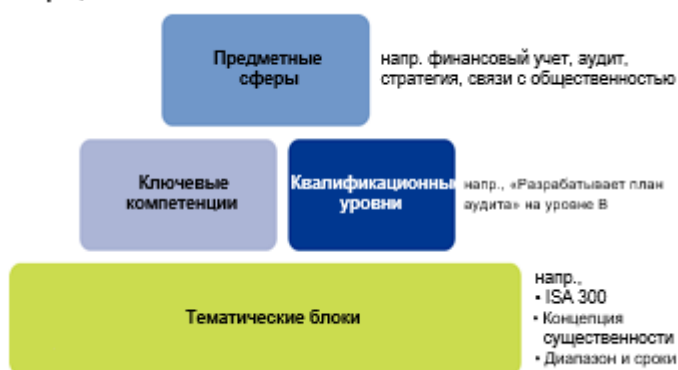 Предметные
сферы
напр. финансовый учет, аудит,
стратегия, связи с общественностью
Ключевые
компетенции
Квалификационны
уровни
напр., «Разрабатывает план
аудита» на уровне В
Тематические блоки
напр.,
• ISA 300
• Концепция
существенности
• Диапазон и сроки